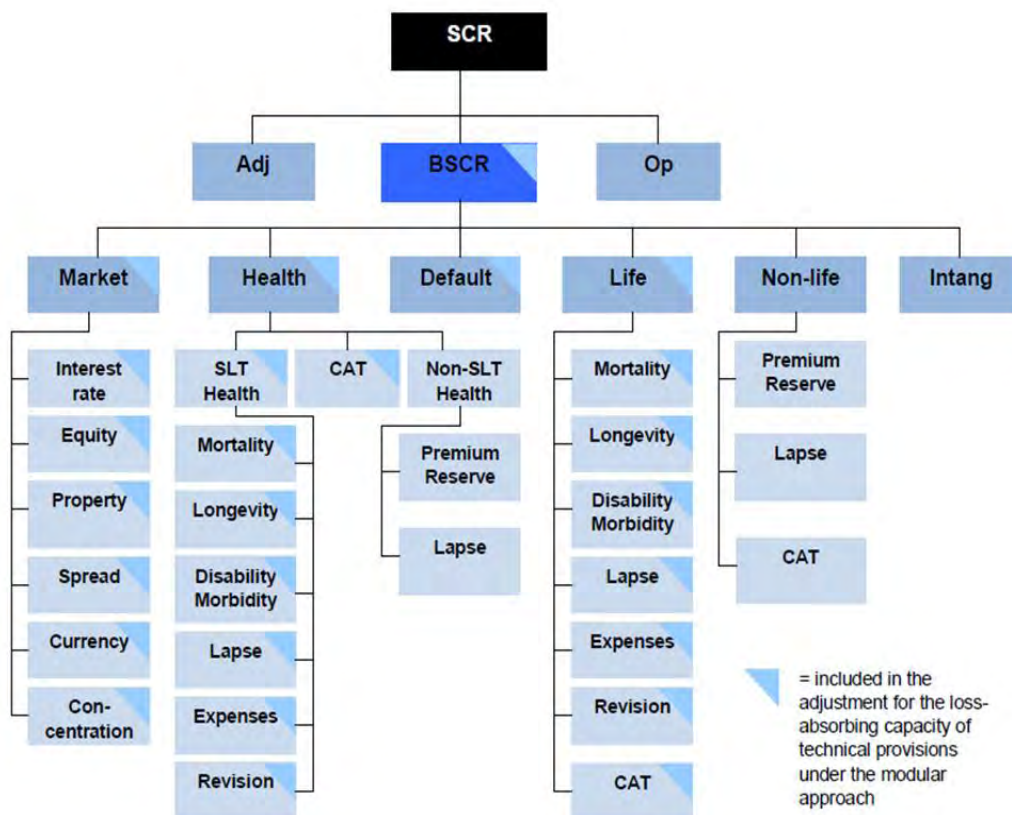 SCR
Adj
BSCR
Op
Market
Health
Default
Life
Non-life
Intang
Interest
rate
Equity
Property
Spread
Currency
Con-
centration
SLT
Health
CAT
Non-SLT
Health
Mortality
Longevity
Disability
Morbidity
Lapse
Expenses
Revision
Premium
Reserve
Lapse
Mortality
Longevity
Disability
Morbidity
Lapse
Expenses
Revision
CAT
Premium
Reserve
Lapse
CAT
= included in the
adjustment for the loss-
absorbing capacity of
technical provisions
under the modular
approach